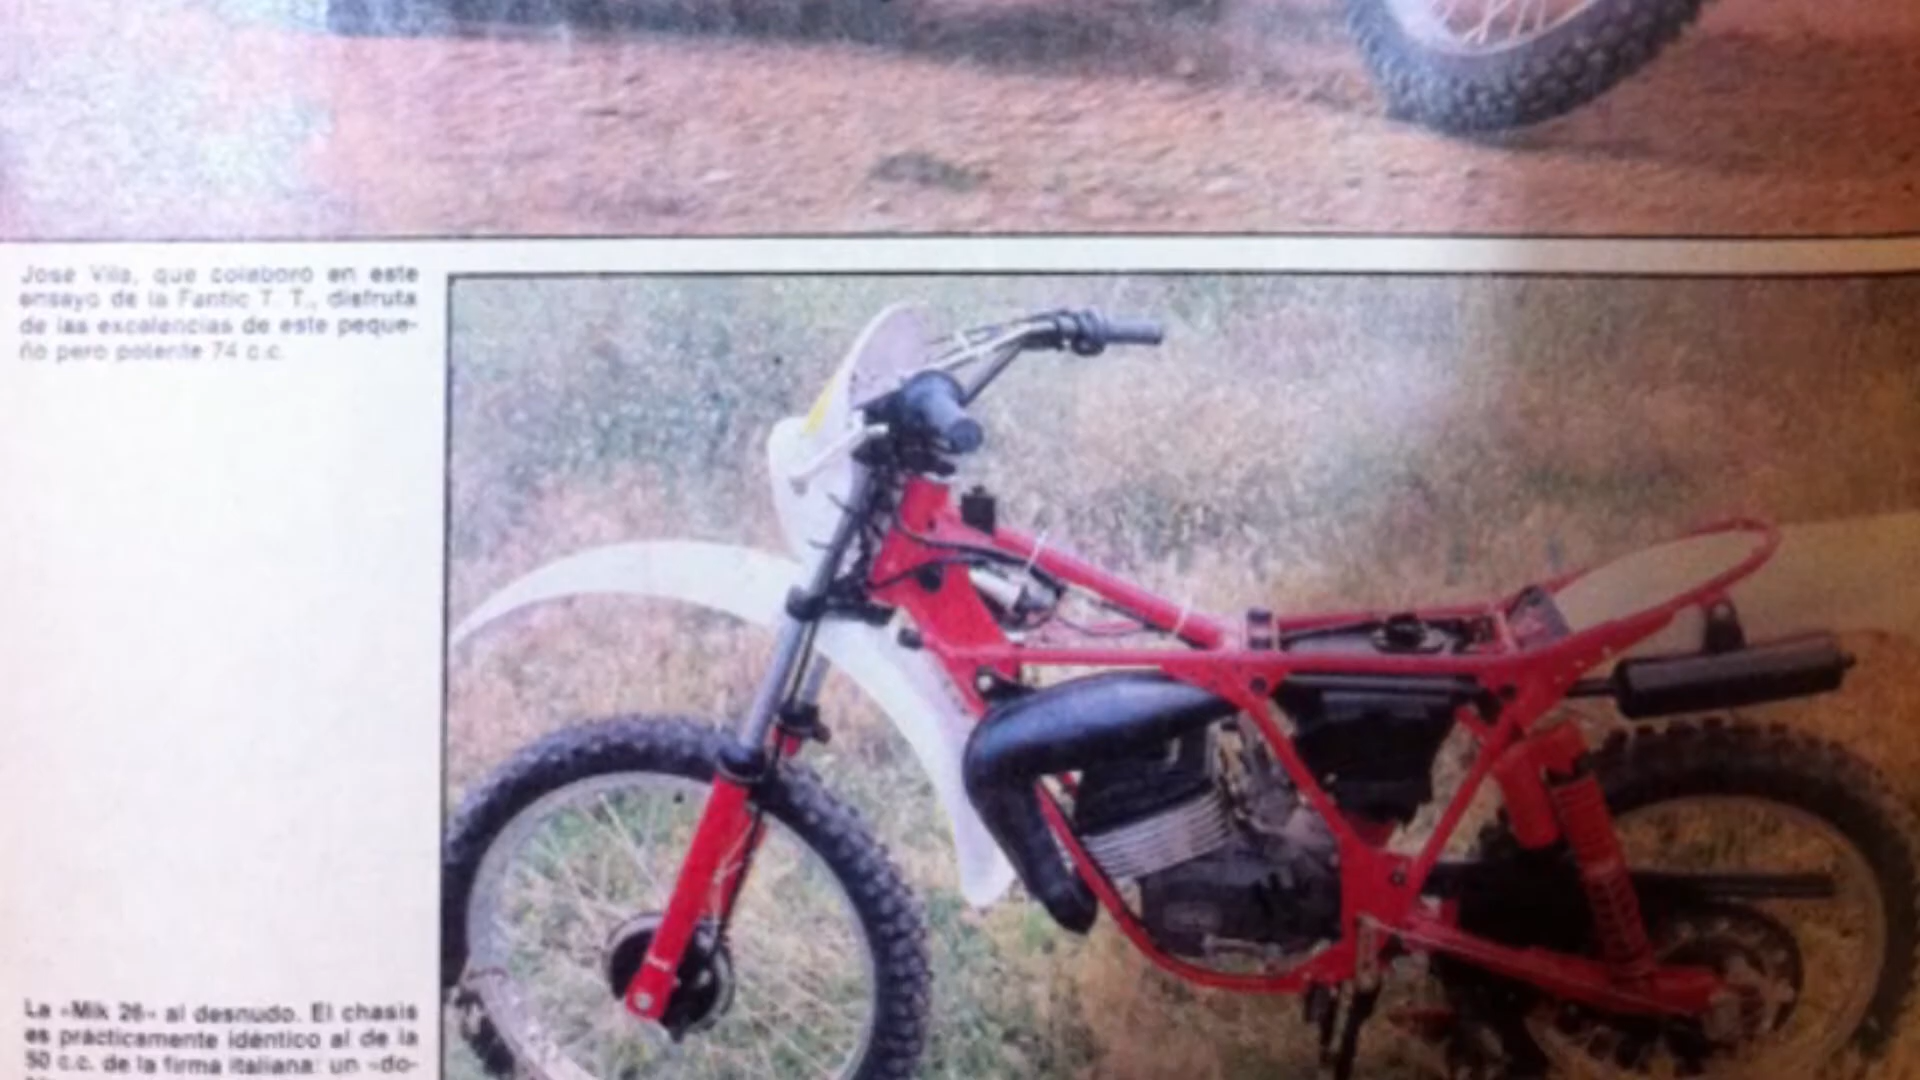 José Vila, que colaboró en este
ensayo de la Fantic T. T., disfruta
de las excelencias de este peque-
ño pero potente 74 c.c.
La «Mik 26» al desnudo. El chasis
es prácticamente idéntico al de la
50 c.c. de la firma italiana: un «do-